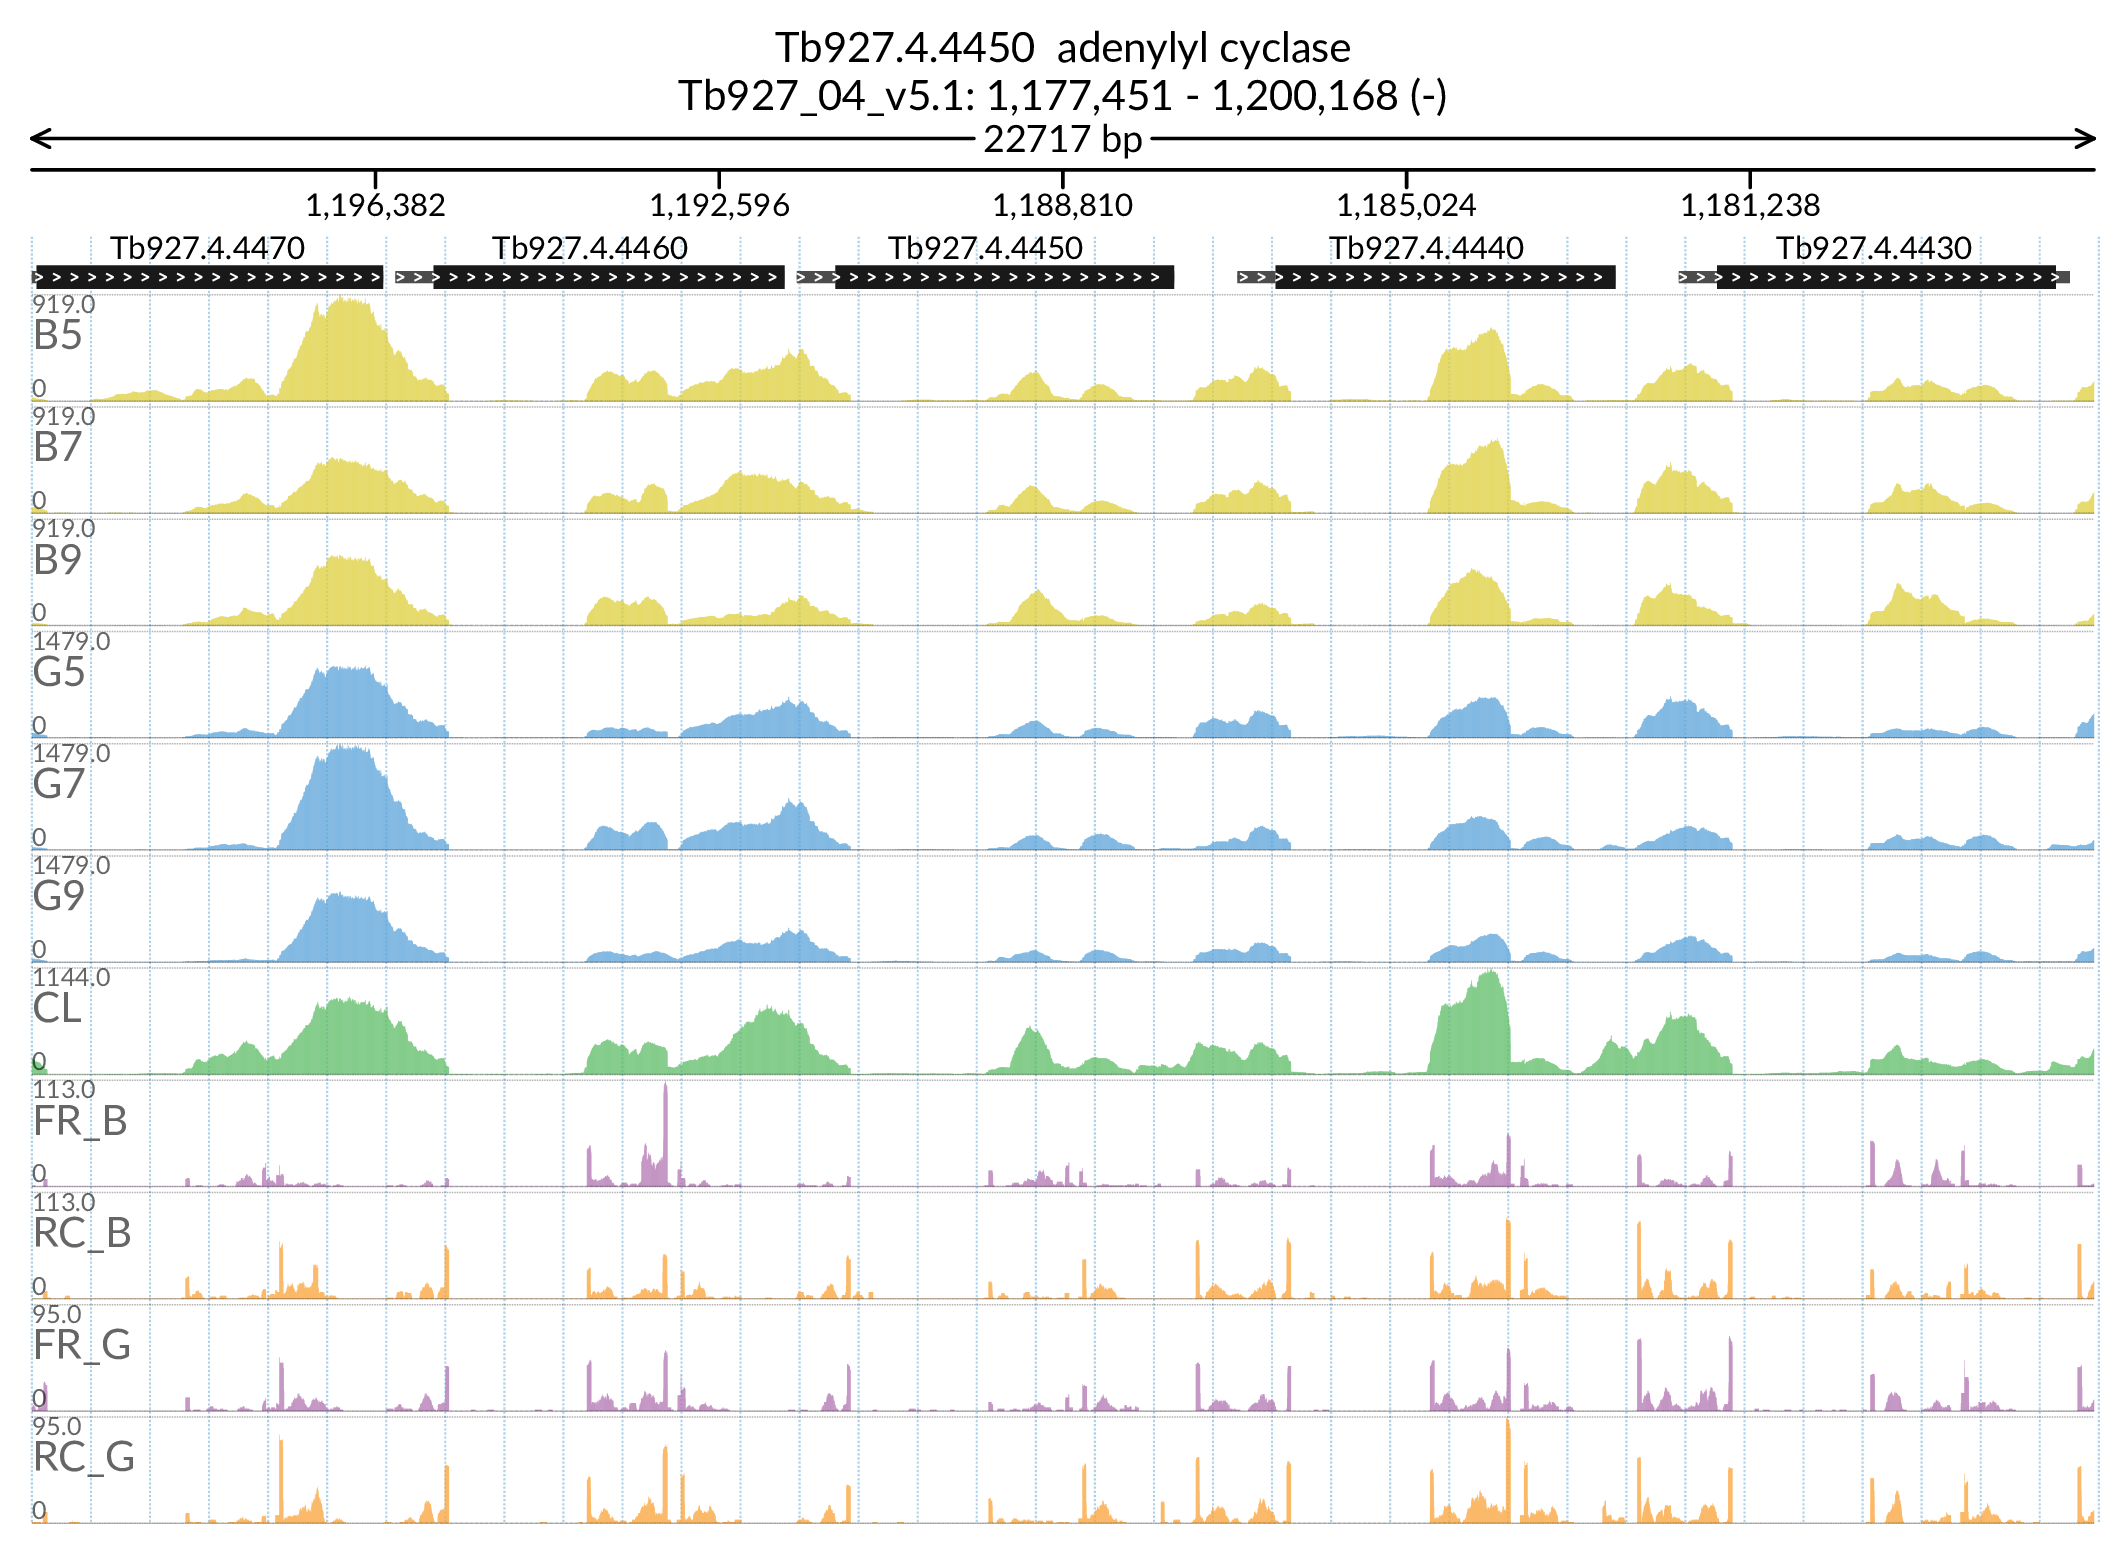 Tb927.4.4450  adenylyl cyclase
Tb927_04_v5.1: 1,177,451 - 1,200,168 (-)
22717 bp
1,196,382 1,192,596 1,188,810 1,185,024 1,181,238
Tb927.4.4470 Tb927.4.4460 Tb927.4.4450 Tb927.4.4440 Tb927.4.4430
919.0
B5
0
919.0
B7
0
919.0
B9
0
1479.0
G5
0
1479.0
G7
0
1479.0
G9
0
1144.0
CL
0
113.0
FR_B
0
113.0
RC_B
0
95.0
FR_G
0
95.0
RC_G
0